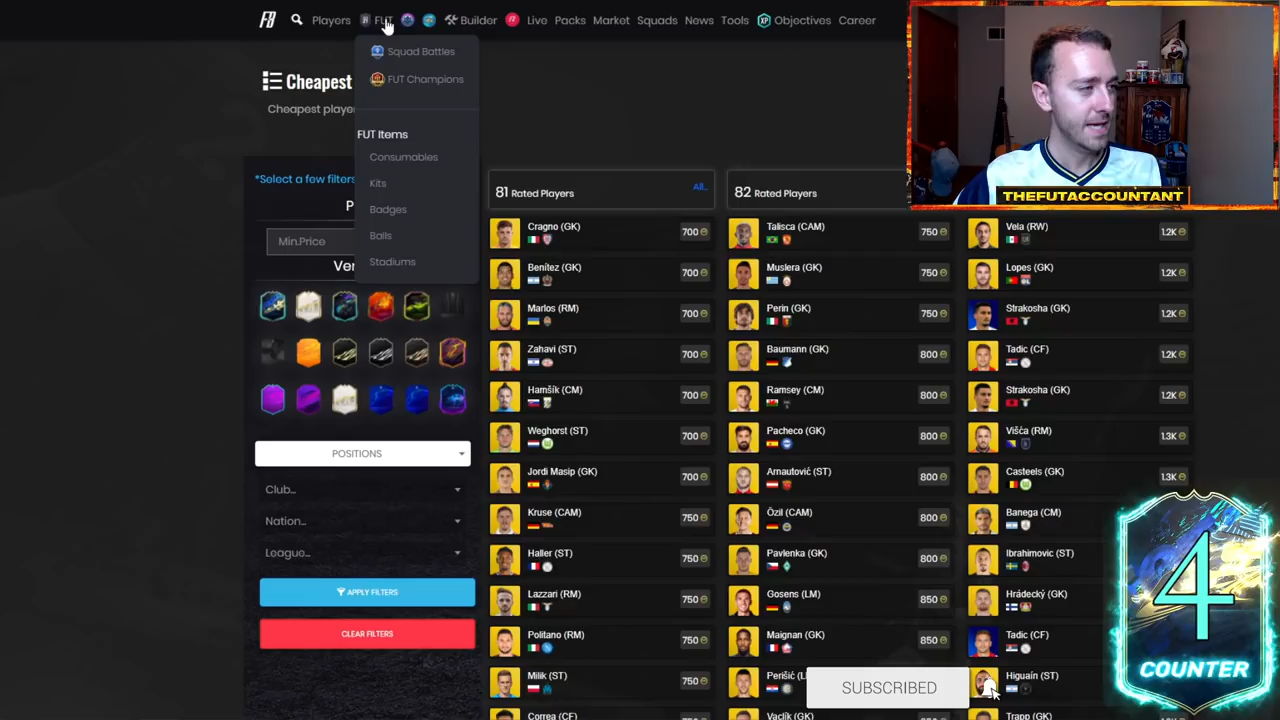 F8 Players FUT Builder Live Packs Market Squads News Tools XP Objectives Career
Squad Battles
FUT Champions
FUT Items
Consumables
Kits
Badges
Balls
Stadiums
Cheapest
Cheapest playe
*Select a few filters
P
Min.Price
Ver
POSITIONS
Club...
Nation...
League...
APPLY FILTERS
CLEAR FILTERS
81 Rated Players All..
Cragno (GK) 700
Benítez (GK) 700
Marlos (RM) 700
Zahavi (ST) 700
Hamšík (CM) 700
Weghorst (ST) 700
Jordi Masip (GK) 700
Kruse (CAM) 750
Haller (ST) 750
Lazzari (RM) 750
Politano (RM) 750
Milik (ST) 750
Correa (CF)
82 Rated Players
Talisca (CAM) 750
Muslera (GK) 750
Perin (GK) 750
Baumann (GK) 800
Ramsey (CM) 800
Pacheco (GK) 800
Arnautović (ST) 800
Özil (CAM) 800
Pavlenka (GK) 800
Gosens (LM) 850
Maignan (GK) 850
Perišić (L
Vaclík (GK)
Vela (RW) 1.2K
Lopes (GK) 1.2K
Strakosha (GK) 1.2K
Tadic (CF) 1.2K
Strakosha (GK) 1.2K
Višća (RM) 1.3K
Casteels (GK) 1.3K
Banega (CM)
Ibrahimovic (ST)
Hrádecký (GK)
Tadic (CF)
Higuaín (ST)
Trapp (GK)
THEFUTACCOUNTANT
4
COUNTER
SUBSCRIBED